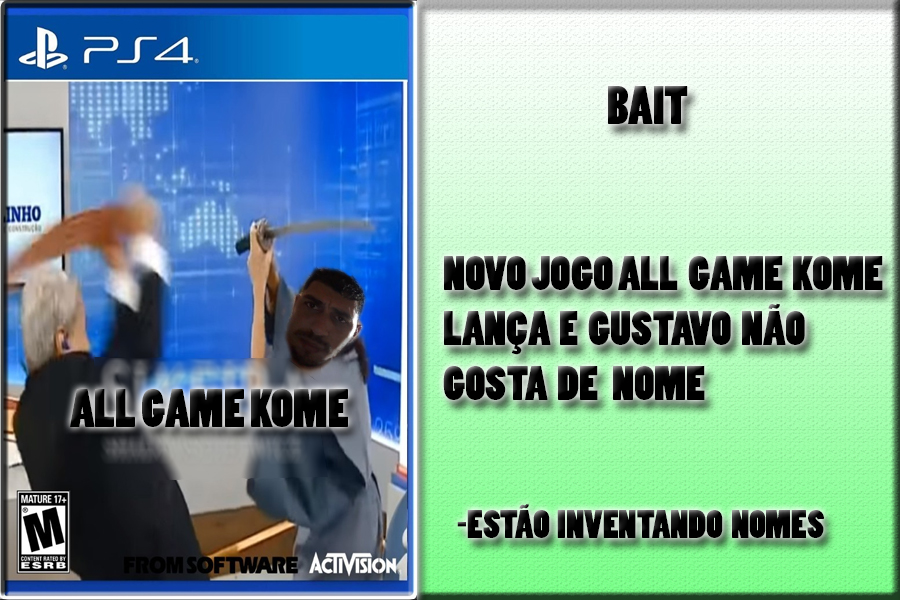 PS4
INHO
CONSTRUÇÃO
ALL GAME KOME
MATURE 17+
M
CONTENT RATED BY
ESRB
FROMSOFTWARE
ACTIVISION
BAIT
NOVO JOGO ALL GAME KOME
LANÇA E GUSTAVO NÃO
GOSTA DE NOME
-ESTÃO INVENTANDO NOMES